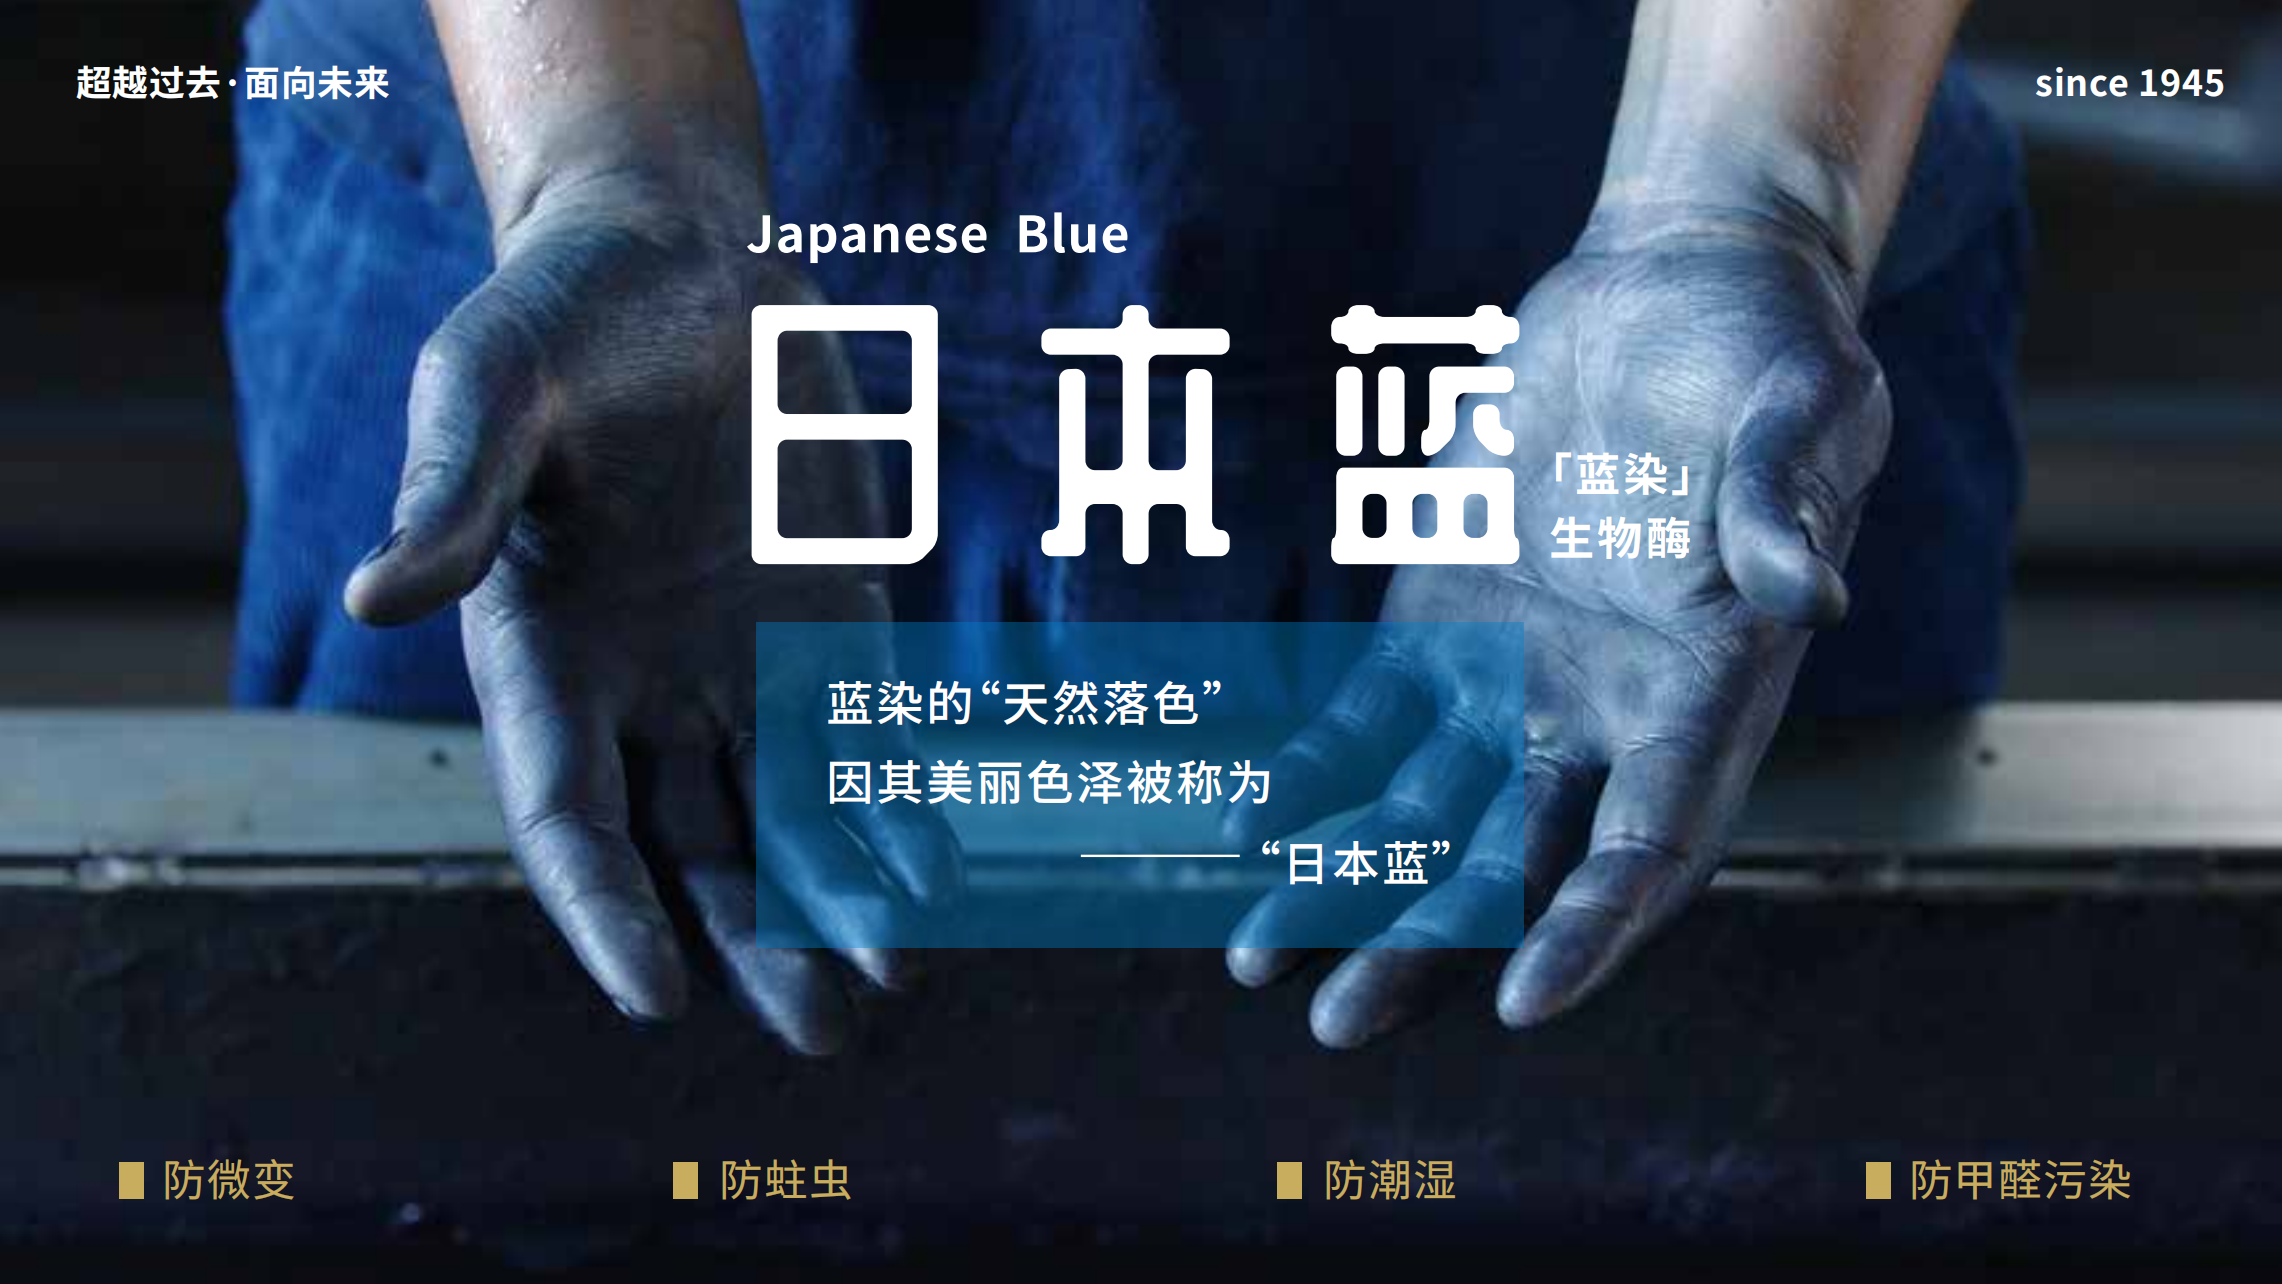 超越过去·面向未来
since 1945
Japanese Blue
日本蓝
「蓝染」
生物酶
蓝染的“天然落色”
因其美丽色泽被称为
——“日本蓝”
防微变
防蛀虫
防潮湿
防甲醛污染